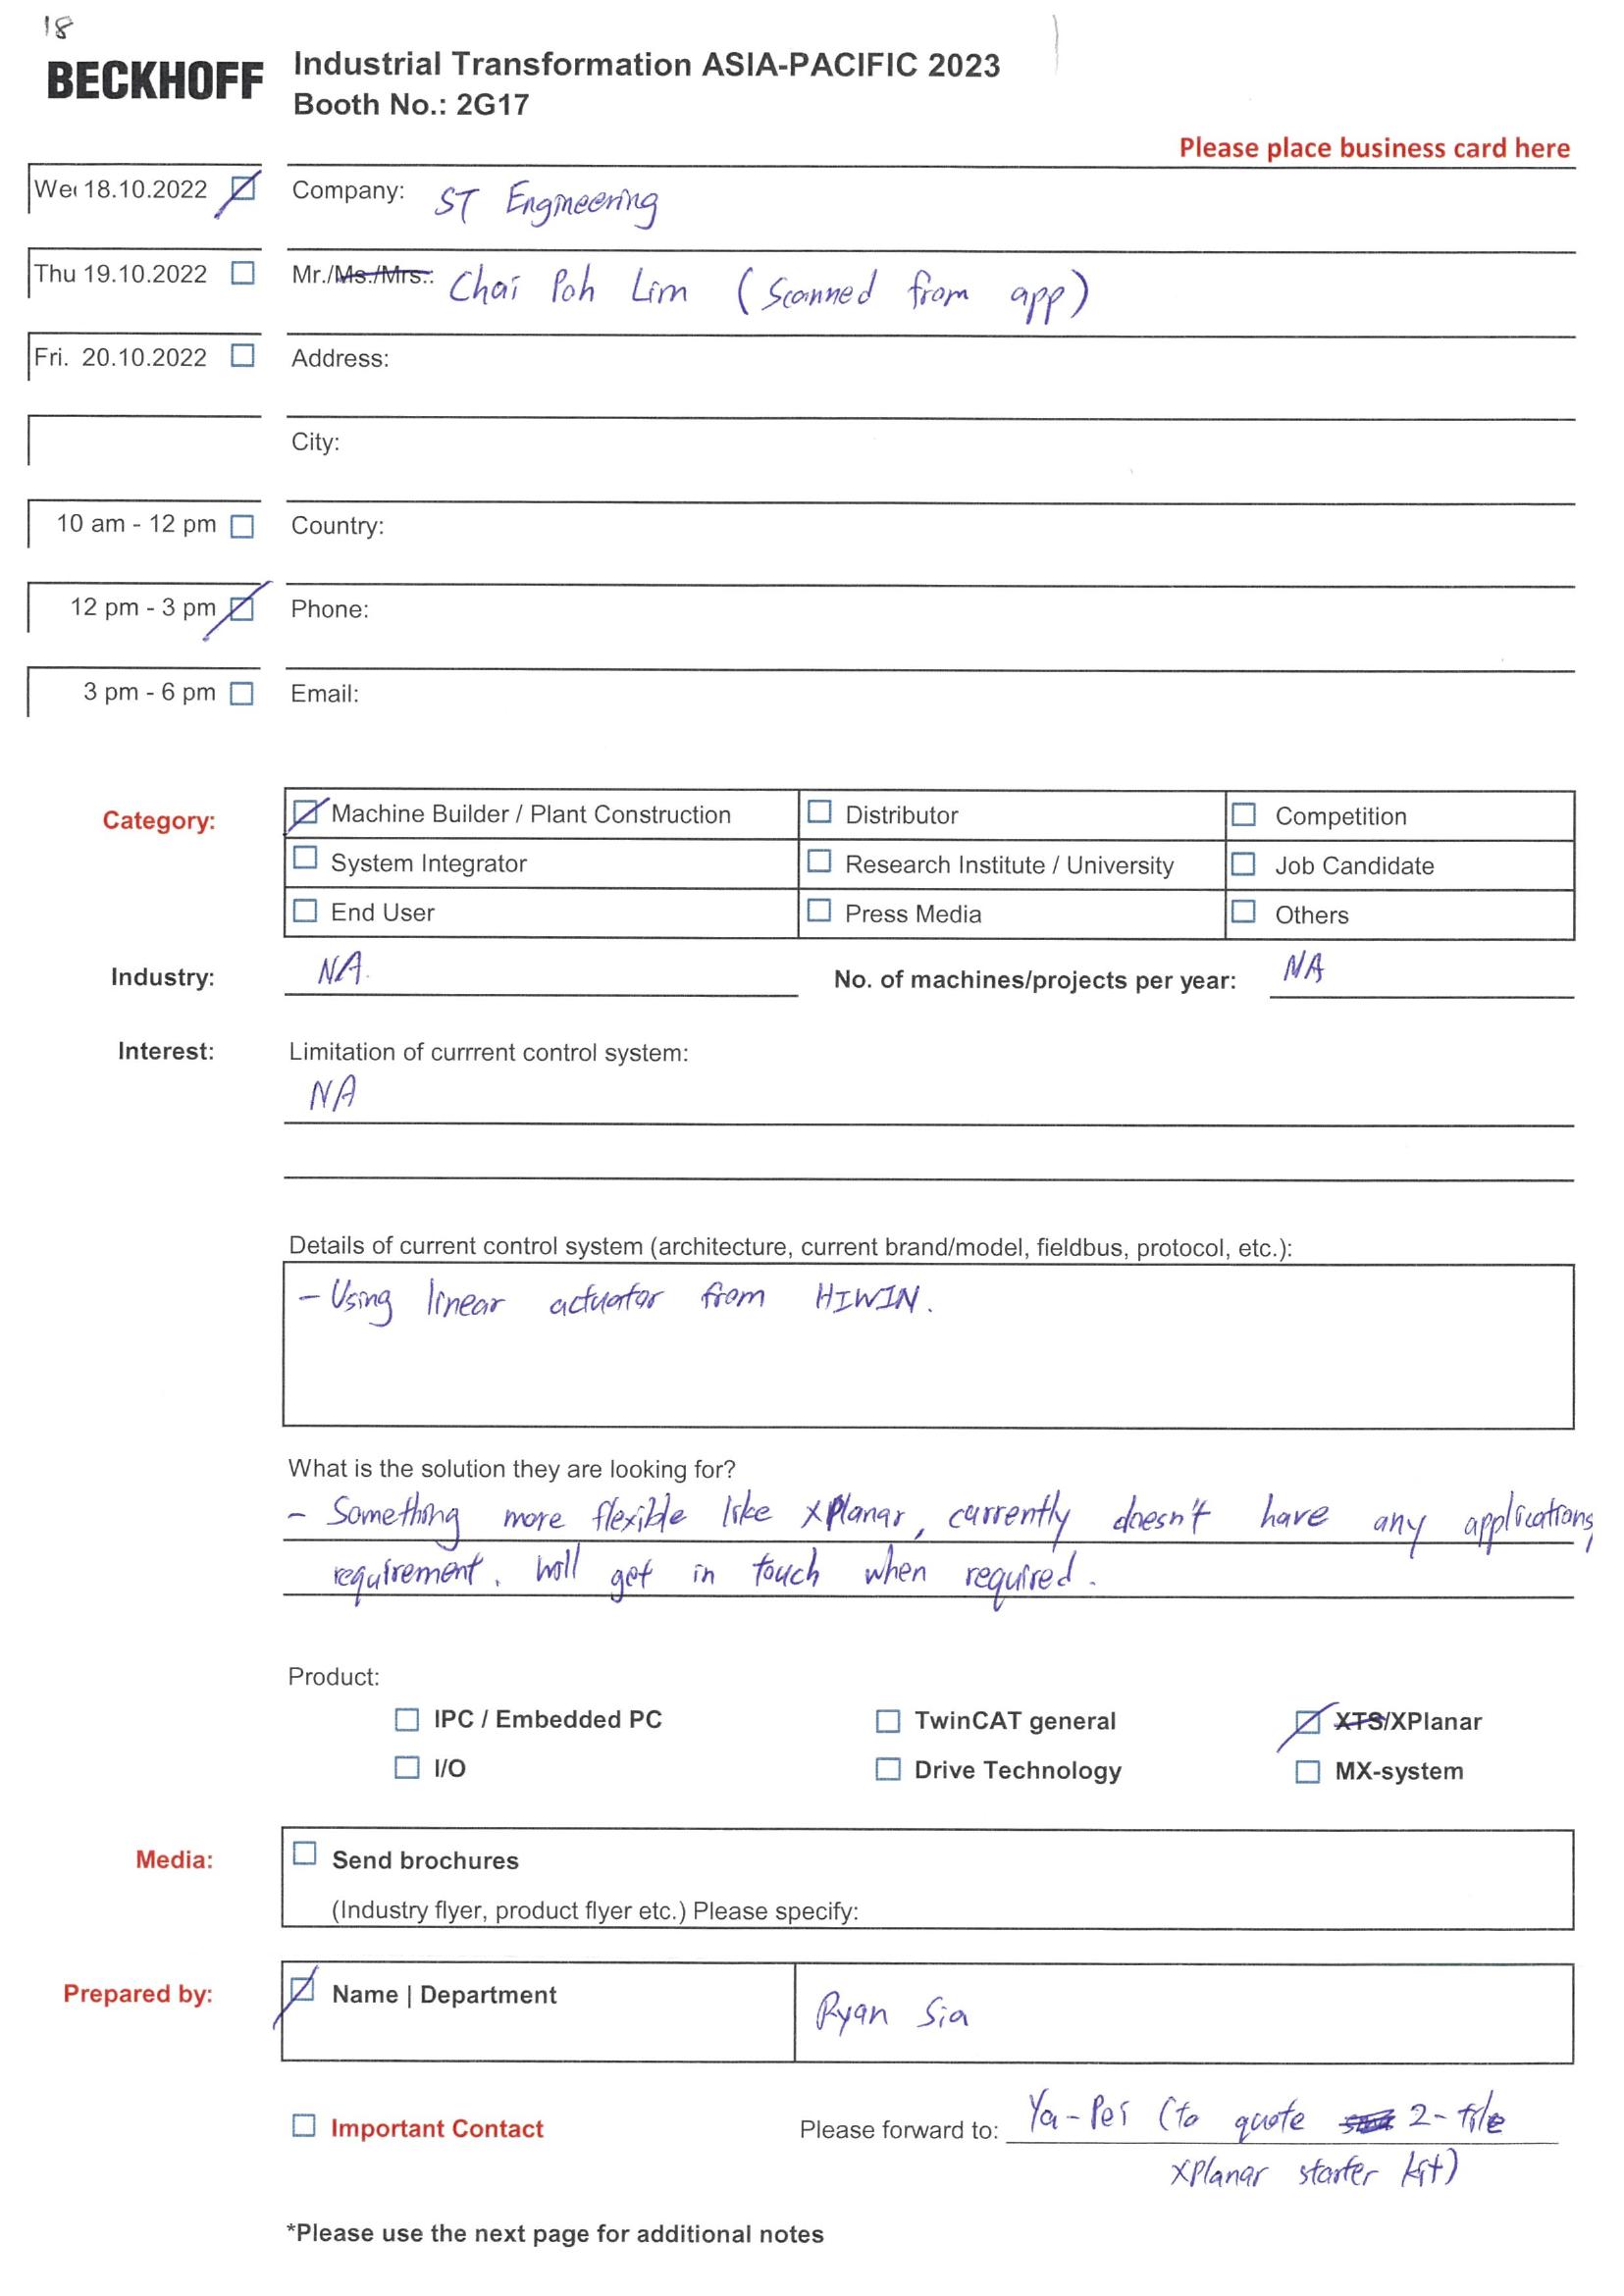 18
BECKHOFF
Industrial Transformation ASIA-PACIFIC 2023
Booth No.: 2G17
Please place business card here
Wed 18.10.2022 ☑ Company: ST Engineering
Thu 19.10.2022 ☐ Mr./Ms./Mrs.: Chai Poh Lim (Scanned from app)
Fri. 20.10.2022 ☐ Address:
City:
10 am - 12 pm ☐ Country:
12 pm - 3 pm ☑ Phone:
3 pm - 6 pm ☐ Email:
Category: ☑ Machine Builder / Plant Construction ☐ Distributor ☐ Competition
☐ System Integrator ☐ Research Institute / University ☐ Job Candidate
☐ End User ☐ Press Media ☐ Others
Industry: NA. No. of machines/projects per year: NA
Interest: Limitation of currrent control system:
NA
Details of current control system (architecture, current brand/model, fieldbus, protocol, etc.):
- Using linear actuator from HIWIN.
What is the solution they are looking for?
- Something more flexible like XPlanar, currently doesn't have any applications,
requirement. Will get in touch when required.
Product:
☐ IPC / Embedded PC ☐ TwinCAT general ☑ XTS/XPlanar
☐ I/O ☐ Drive Technology ☐ MX-system
Media: ☐ Send brochures
(Industry flyer, product flyer etc.) Please specify:
Prepared by: ☑ Name | Department Ryan Sia
☐ Important Contact Please forward to: Ya-Pei (to quote 2-tile
XPlanar starter kit)
*Please use the next page for additional notes